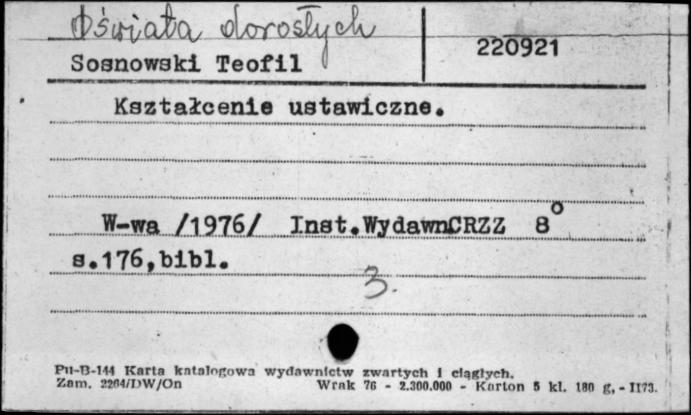 Oświata dorosłych
Sosnowski Teofil
220921
Kształcenie ustawiczne.
W-wa /1976/ Inst.WydawnCRZZ 8°
s.176,bibl.
3.
Pu-B-144 Karta katalogowa wydawnictw zwartych i ciągłych.
Zam. 2264/DW/On Wrak 76 - 2.300.000 - Karton 5 kl. 180 g, - II73.